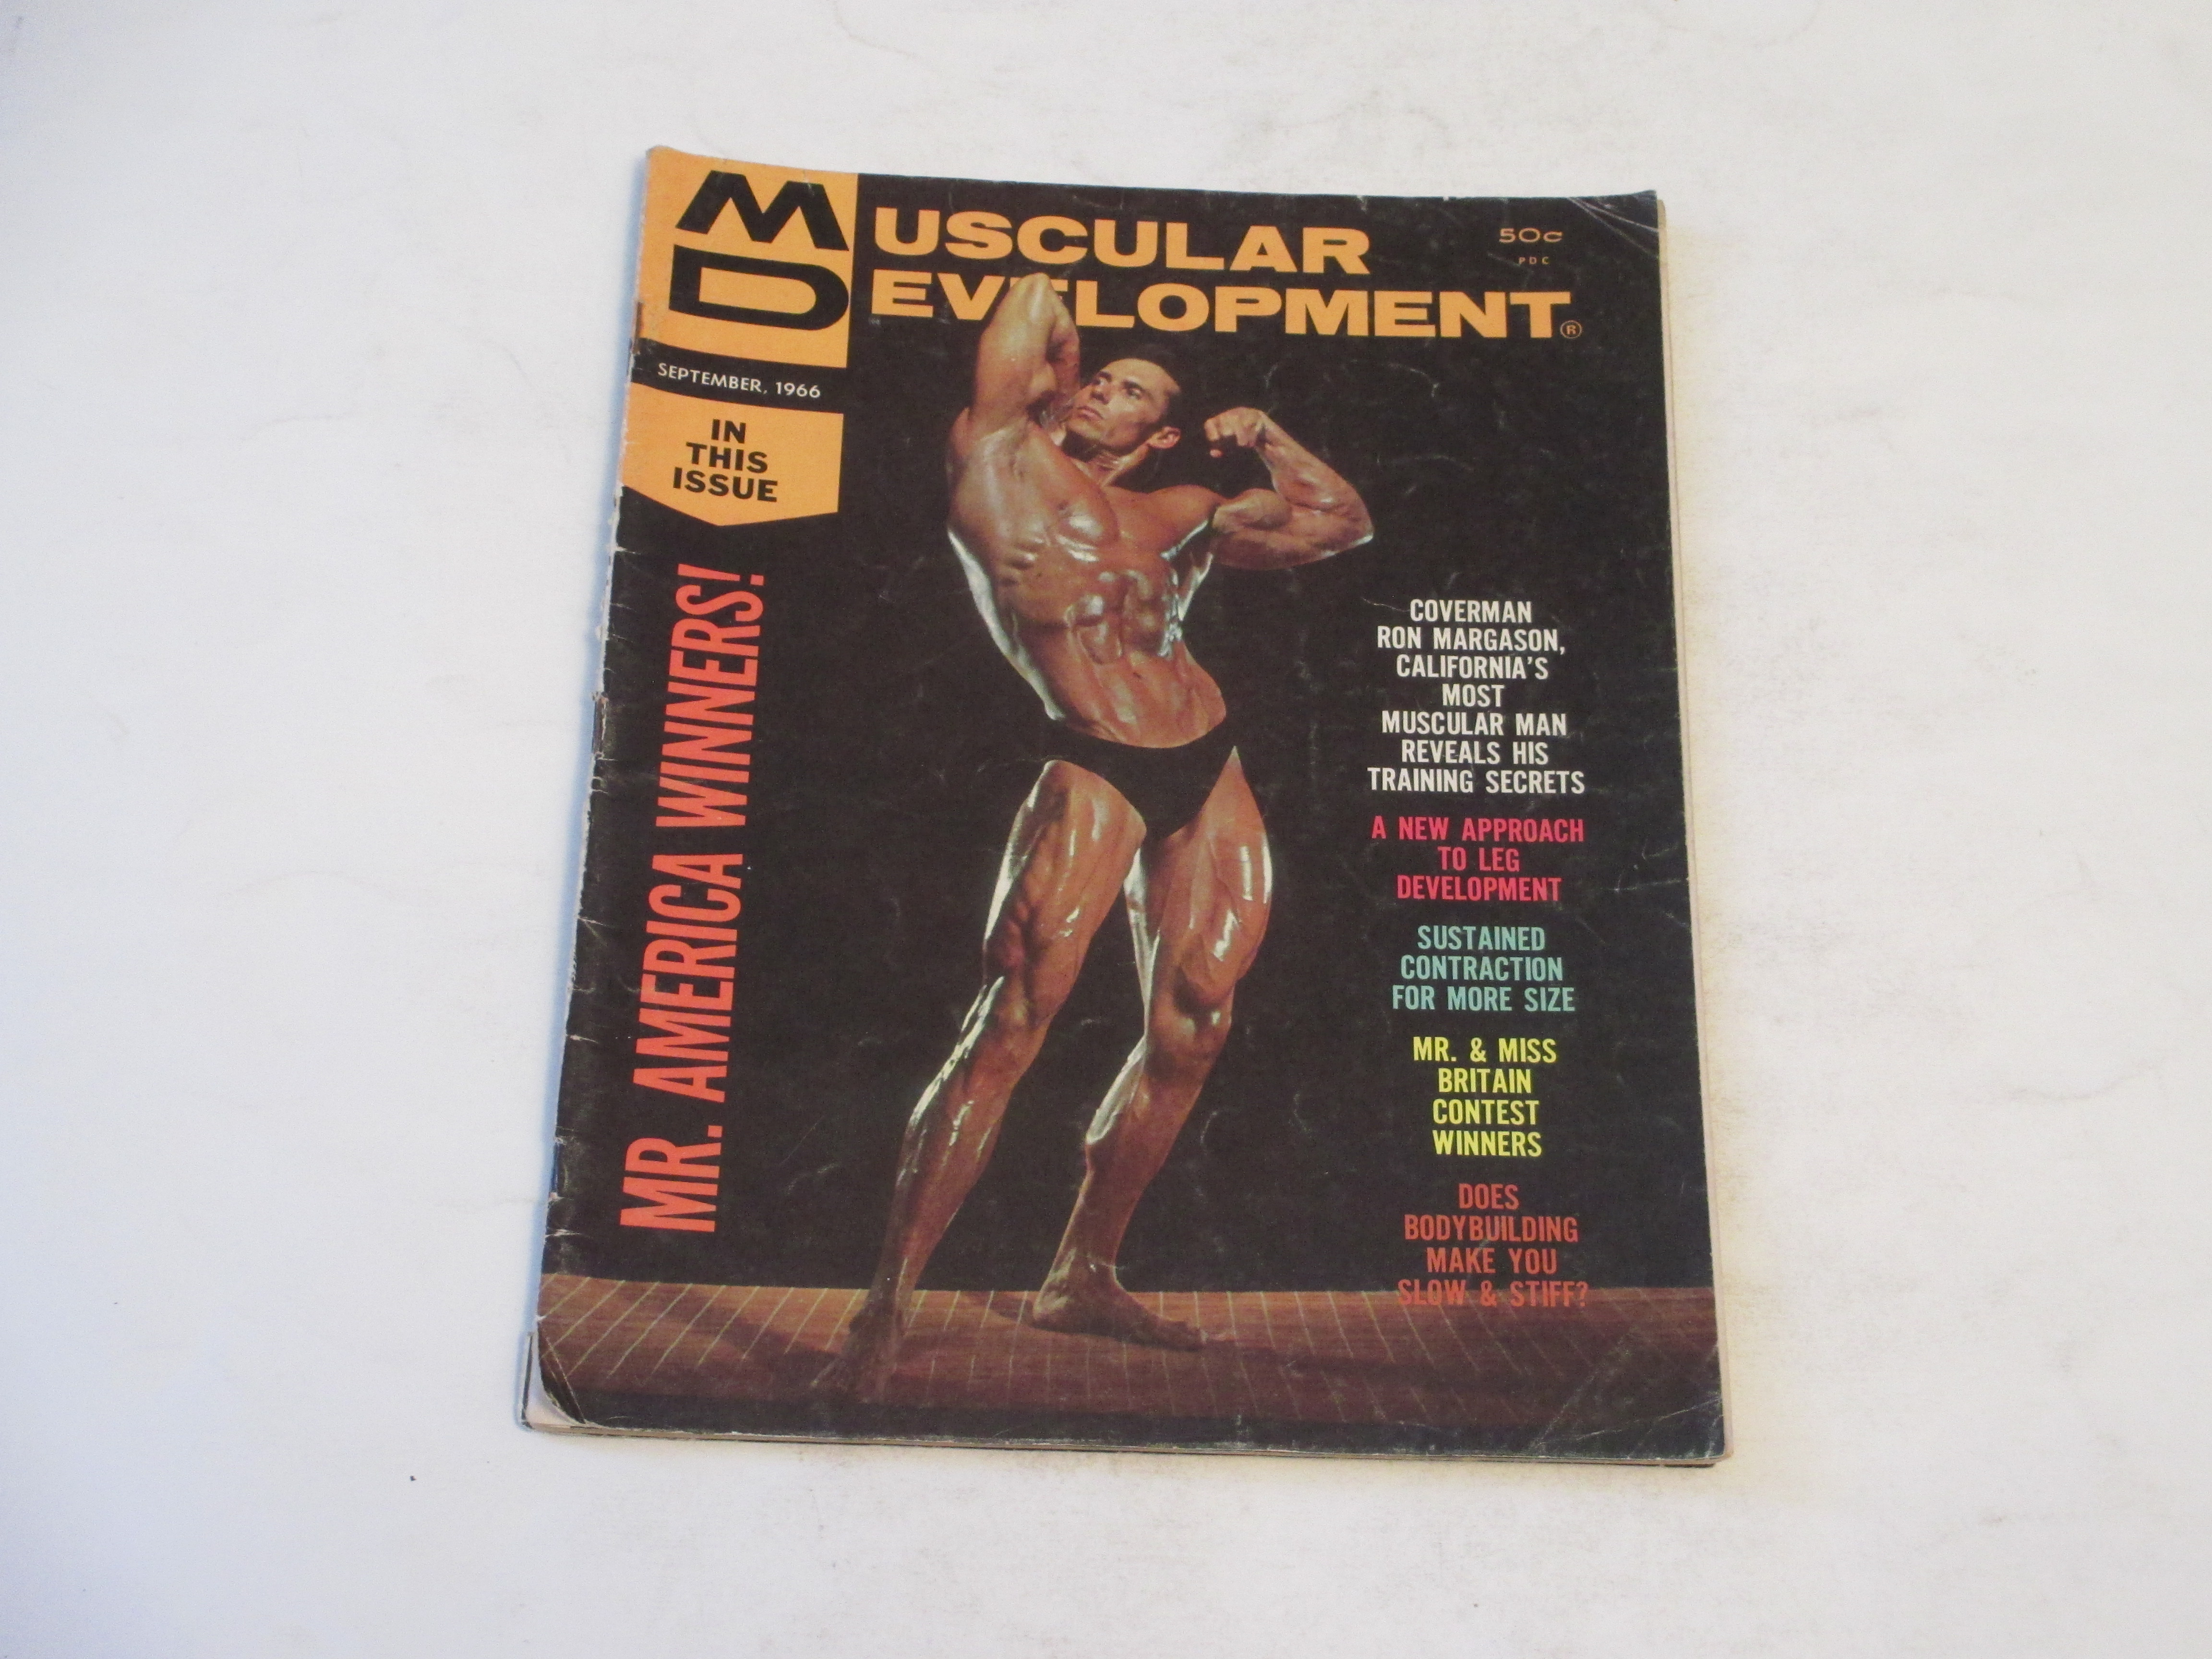 MD
MUSCULAR
DEVELOPMENT®
50c
PDC
SEPTEMBER, 1966
IN
THIS
ISSUE
MR. AMERICA WINNERS!
COVERMAN
RON MARGASON,
CALIFORNIA'S
MOST
MUSCULAR MAN
REVEALS HIS
TRAINING SECRETS
A NEW APPROACH
TO LEG
DEVELOPMENT
SUSTAINED
CONTRACTION
FOR MORE SIZE
MR. & MISS
BRITAIN
CONTEST
WINNERS
DOES
BODYBUILDING
MAKE YOU
SLOW & STIFF?